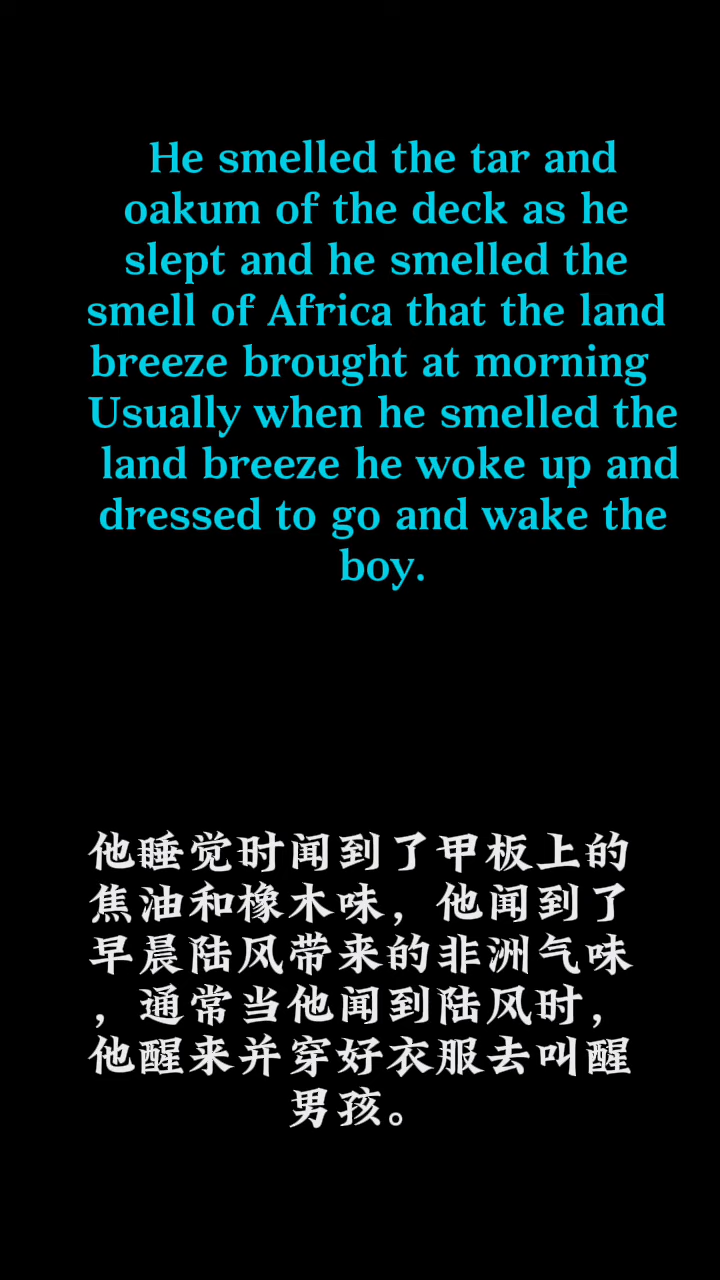 He smelled the tar and
oakum of the deck as he
slept and he smelled the
smell of Africa that the land
breeze brought at morning
Usually when he smelled the
land breeze he woke up and
dressed to go and wake the
boy.
他睡觉时闻到了甲板上的
焦油和橡木味，他闻到了
早晨陆风带来的非洲气味
，通常当他闻到陆风时，
他醒来并穿好衣服去叫醒
男孩。